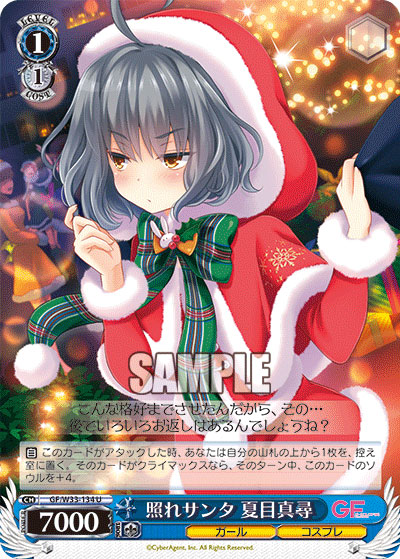 LEVEL
1
1
COST
SAMPLE
こんな格好までさせたんだから、その…
後でいろいろお返しはあるんでしょうね？
自 このカードがアタックした時、あなたは自分の山札の上から1枚を、控え
室に置く。そのカードがクライマックスなら、そのターン中、このカードのソ
ウルを＋4。
CH GF/W33-134 U
7000
照れサンタ 夏目真尋
GF
ガール
コスプレ
©CyberAgent, Inc. All Rights Reserved.